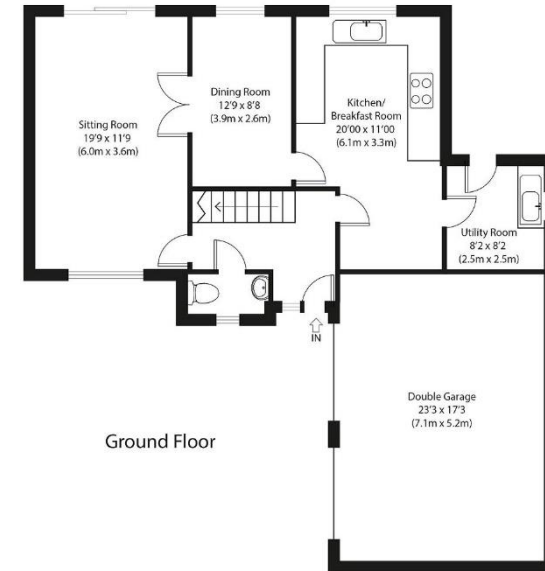 Sitting Room
19'9 x 11'9
(6.0m x 3.6m)
Dining Room
12'9 x 8'8
(3.9m x 2.6m)
Kitchen/
Breakfast Room
20'00 x 11'00
(6.1m x 3.3m)
Utility Room
8'2 x 8'2
(2.5m x 2.5m)
IN
Double Garage
23'3 x 17'3
(7.1m x 5.2m)
Ground Floor